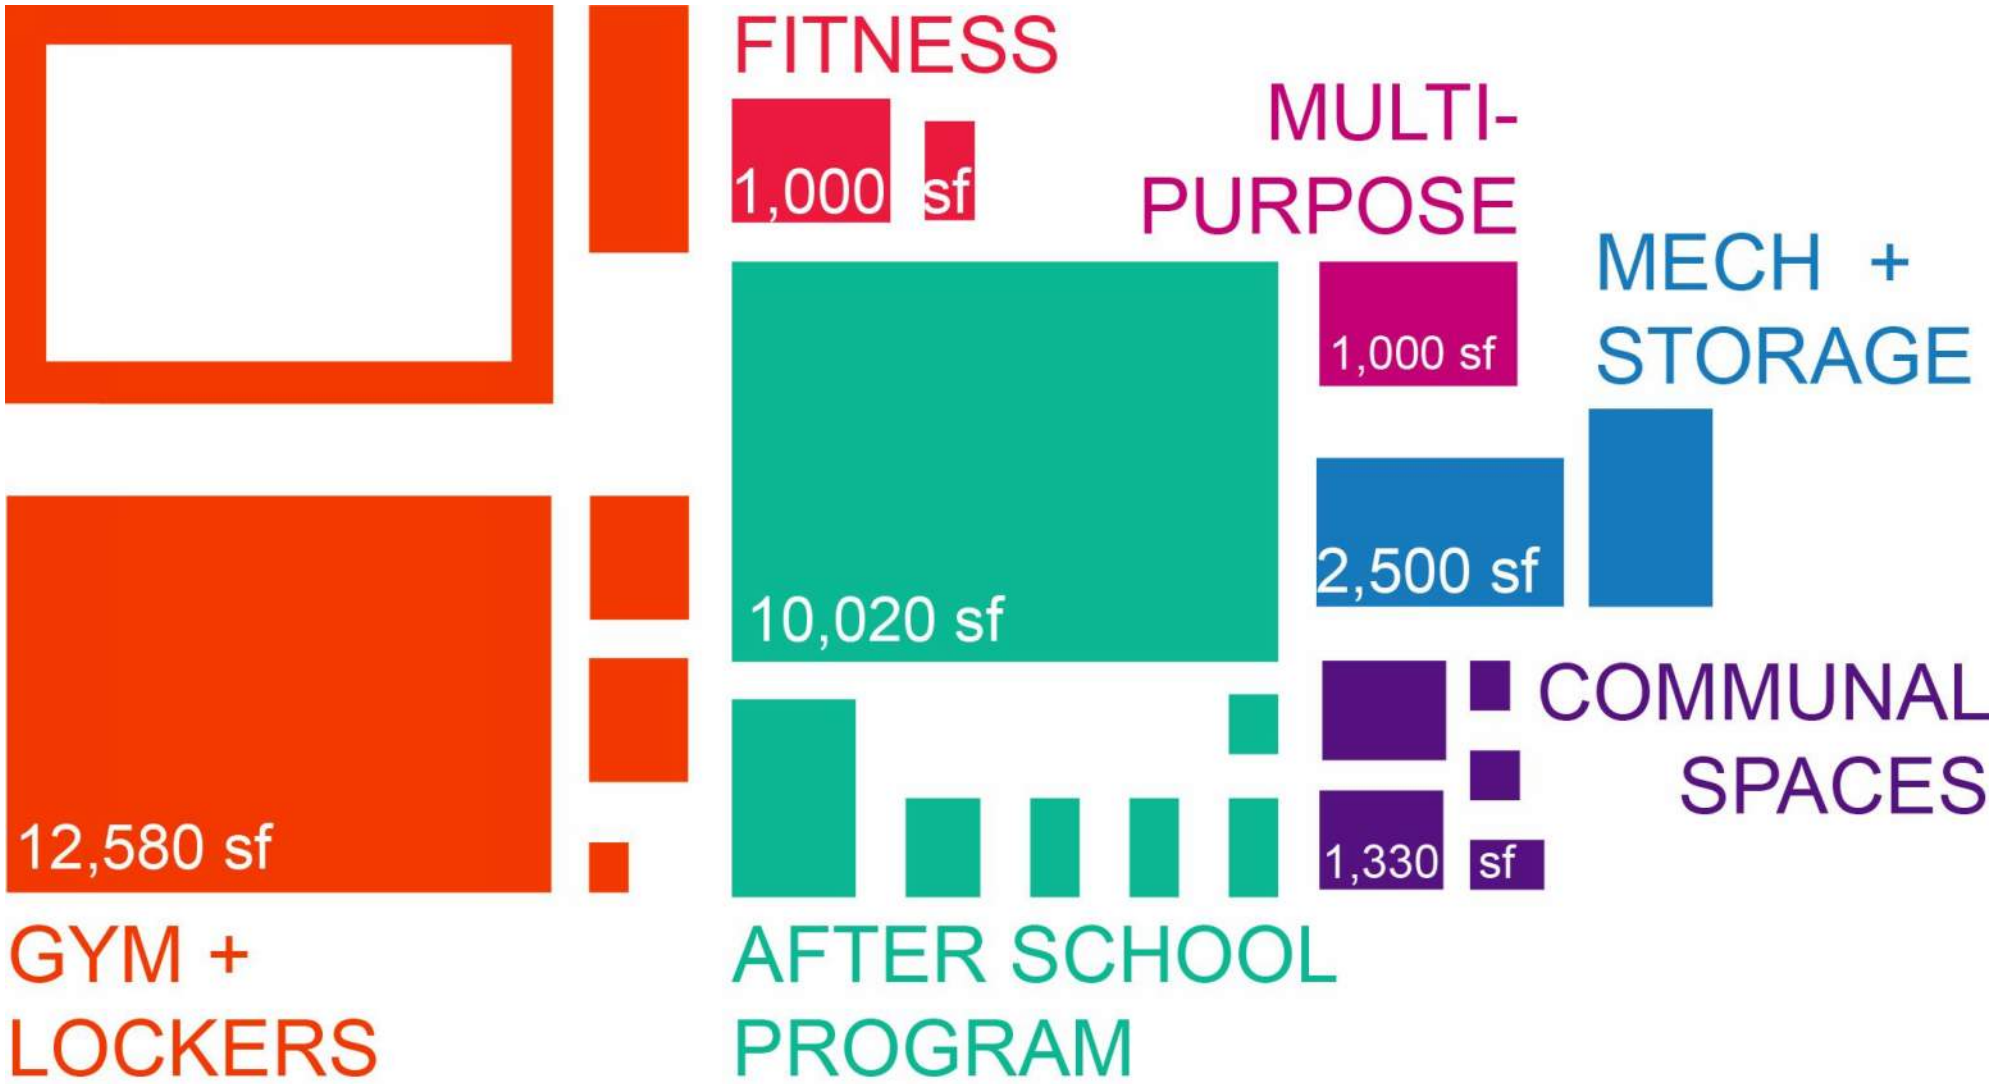 FITNESS
1,000 sf
MULTI-
PURPOSE
1,000 sf
MECH +
STORAGE
2,500 sf
10,020 sf
AFTER SCHOOL
PROGRAM
12,580 sf
GYM +
LOCKERS
COMMUNAL
SPACES
1,330 sf